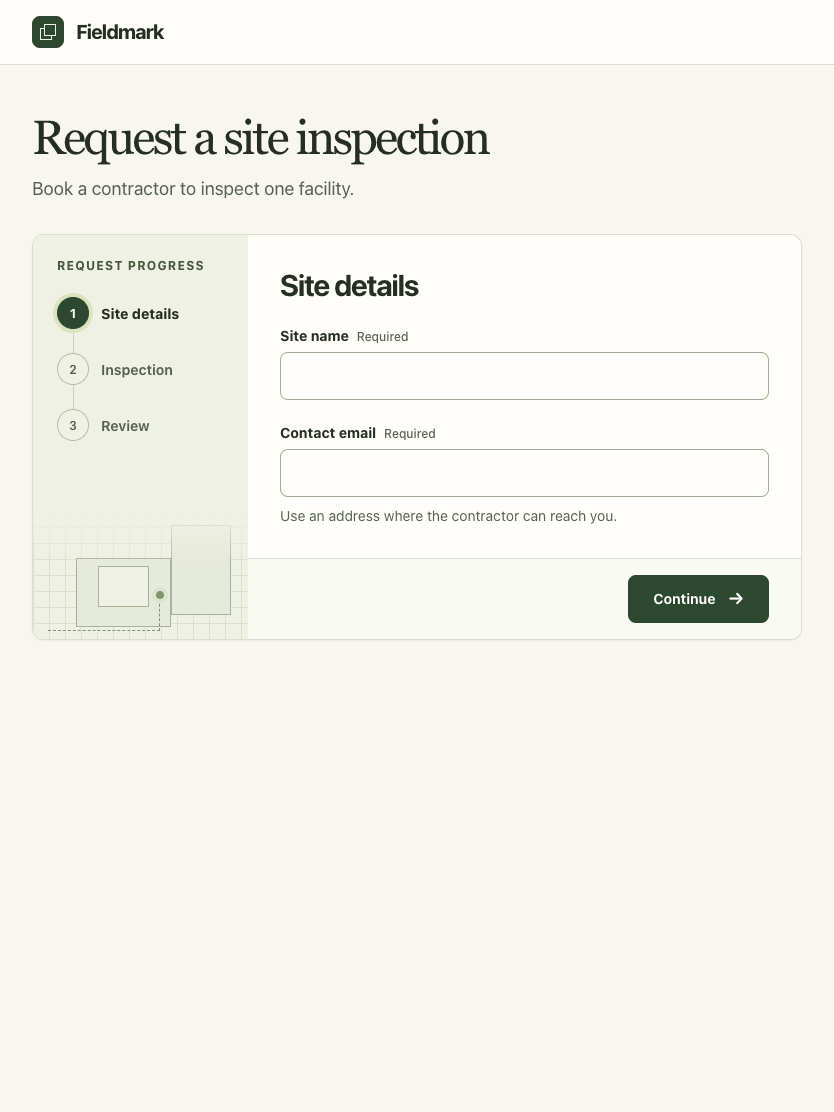 Fieldmark
Request a site inspection
Book a contractor to inspect one facility.
REQUEST PROGRESS
1 Site details
2 Inspection
3 Review
Site details
Site name Required
Contact email Required
Use an address where the contractor can reach you.
Continue →